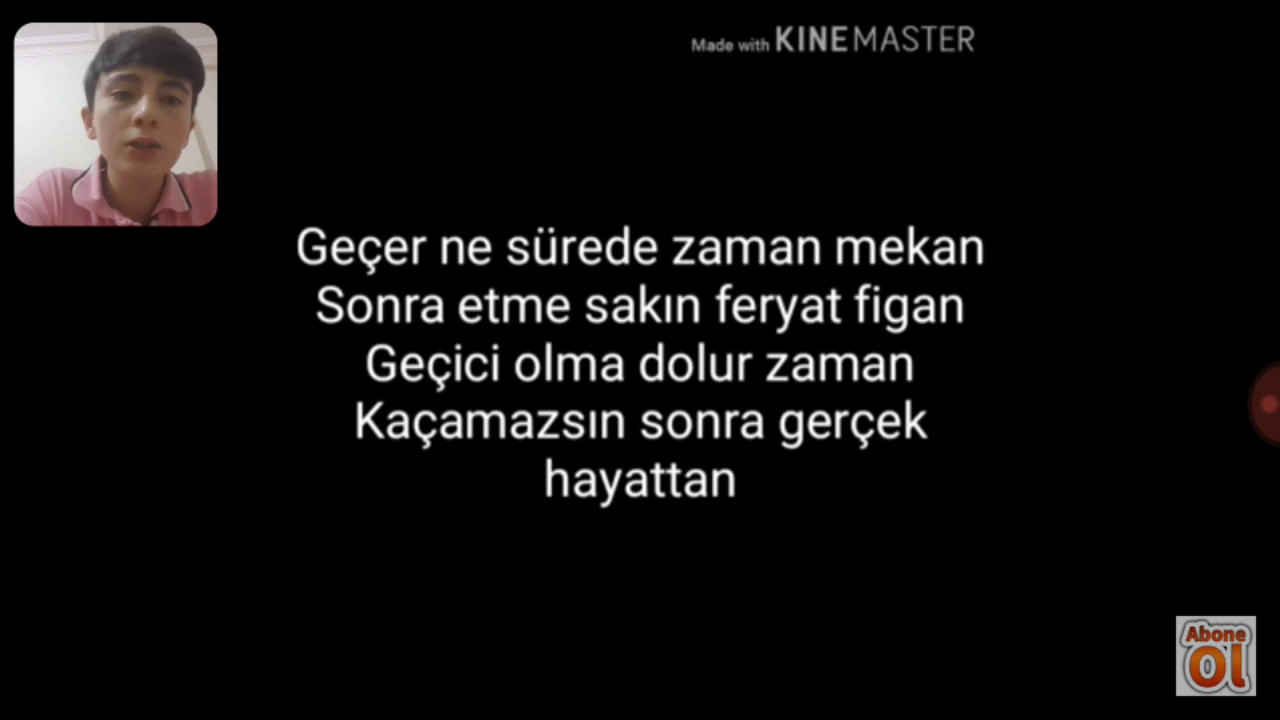 Made with KINEMASTER
Geçer ne sürede zaman mekan
Sonra etme sakın feryat figan
Geçici olma dolur zaman
Kaçamazsın sonra gerçek
hayattan
Abone
ol